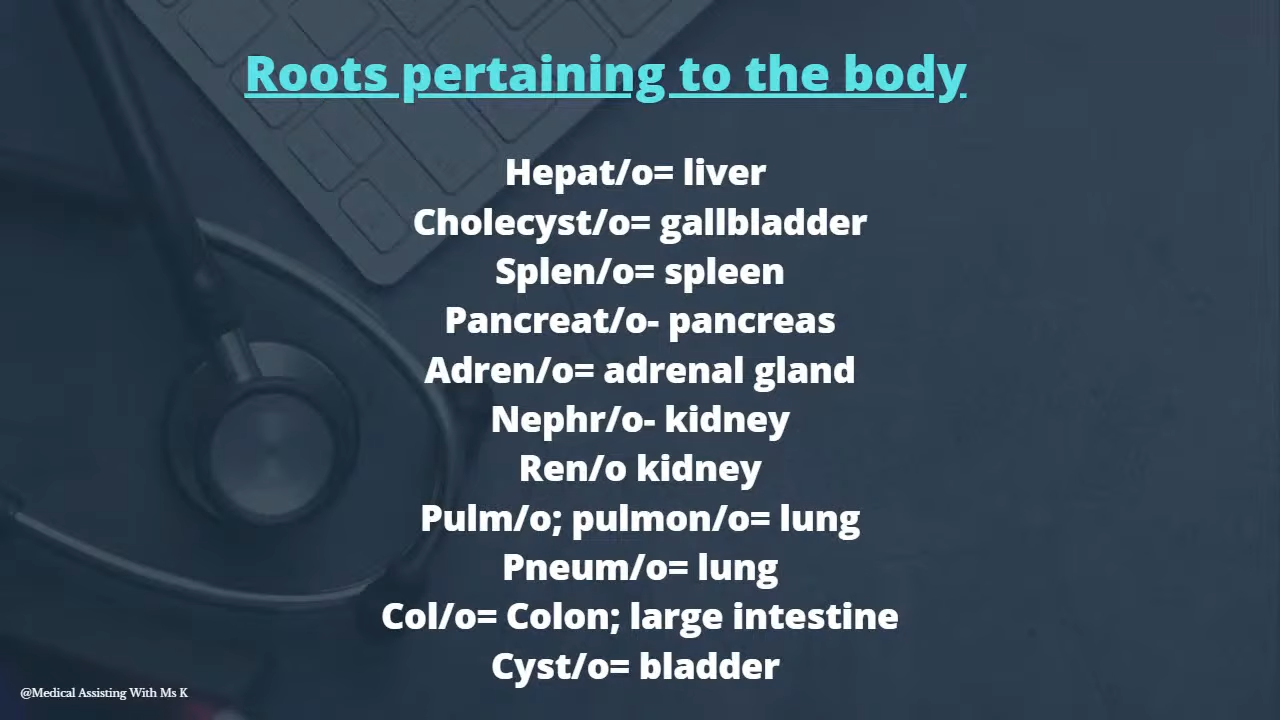 Roots pertaining to the body
Hepat/o= liver
Cholecyst/o= gallbladder
Splen/o= spleen
Pancreat/o- pancreas
Adren/o= adrenal gland
Nephr/o- kidney
Ren/o kidney
Pulm/o; pulmon/o= lung
Pneum/o= lung
Col/o= Colon; large intestine
Cyst/o= bladder
@Medical Assisting With Ms K